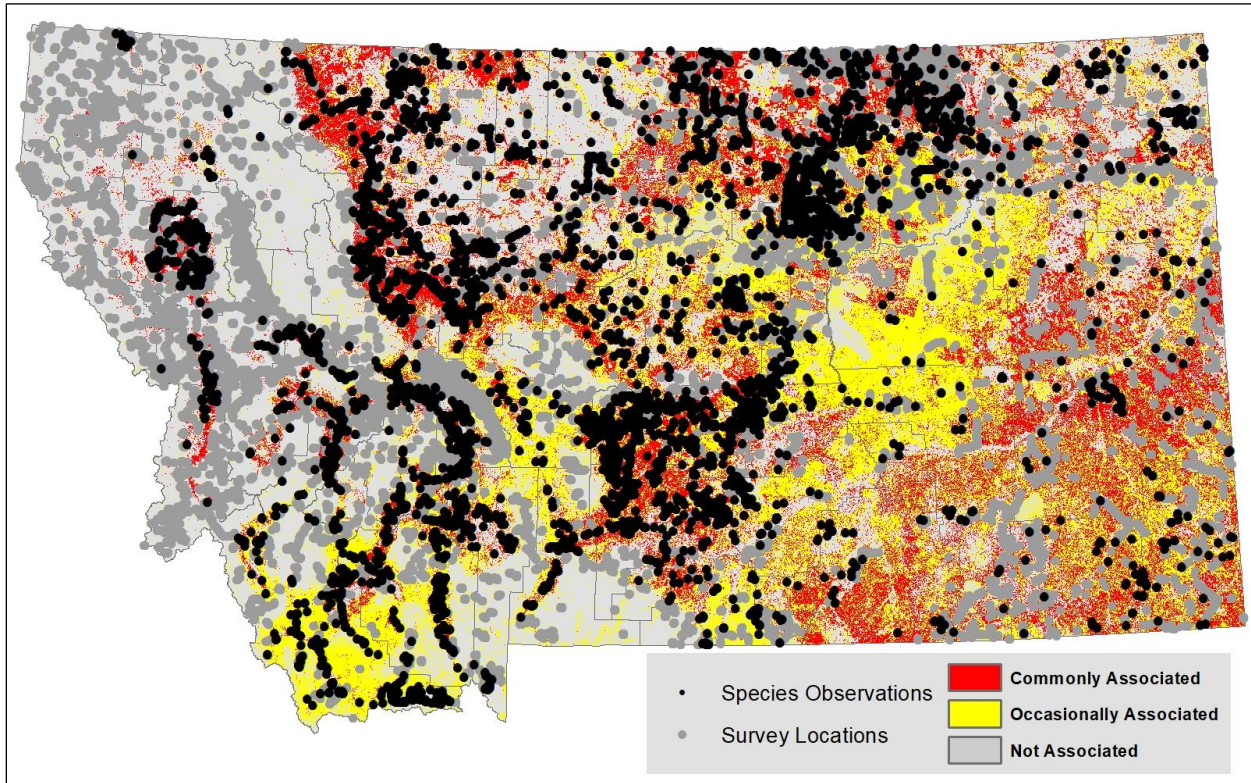 Species Observations
Survey Locations
Commonly Associated
Occasionally Associated
Not Associated